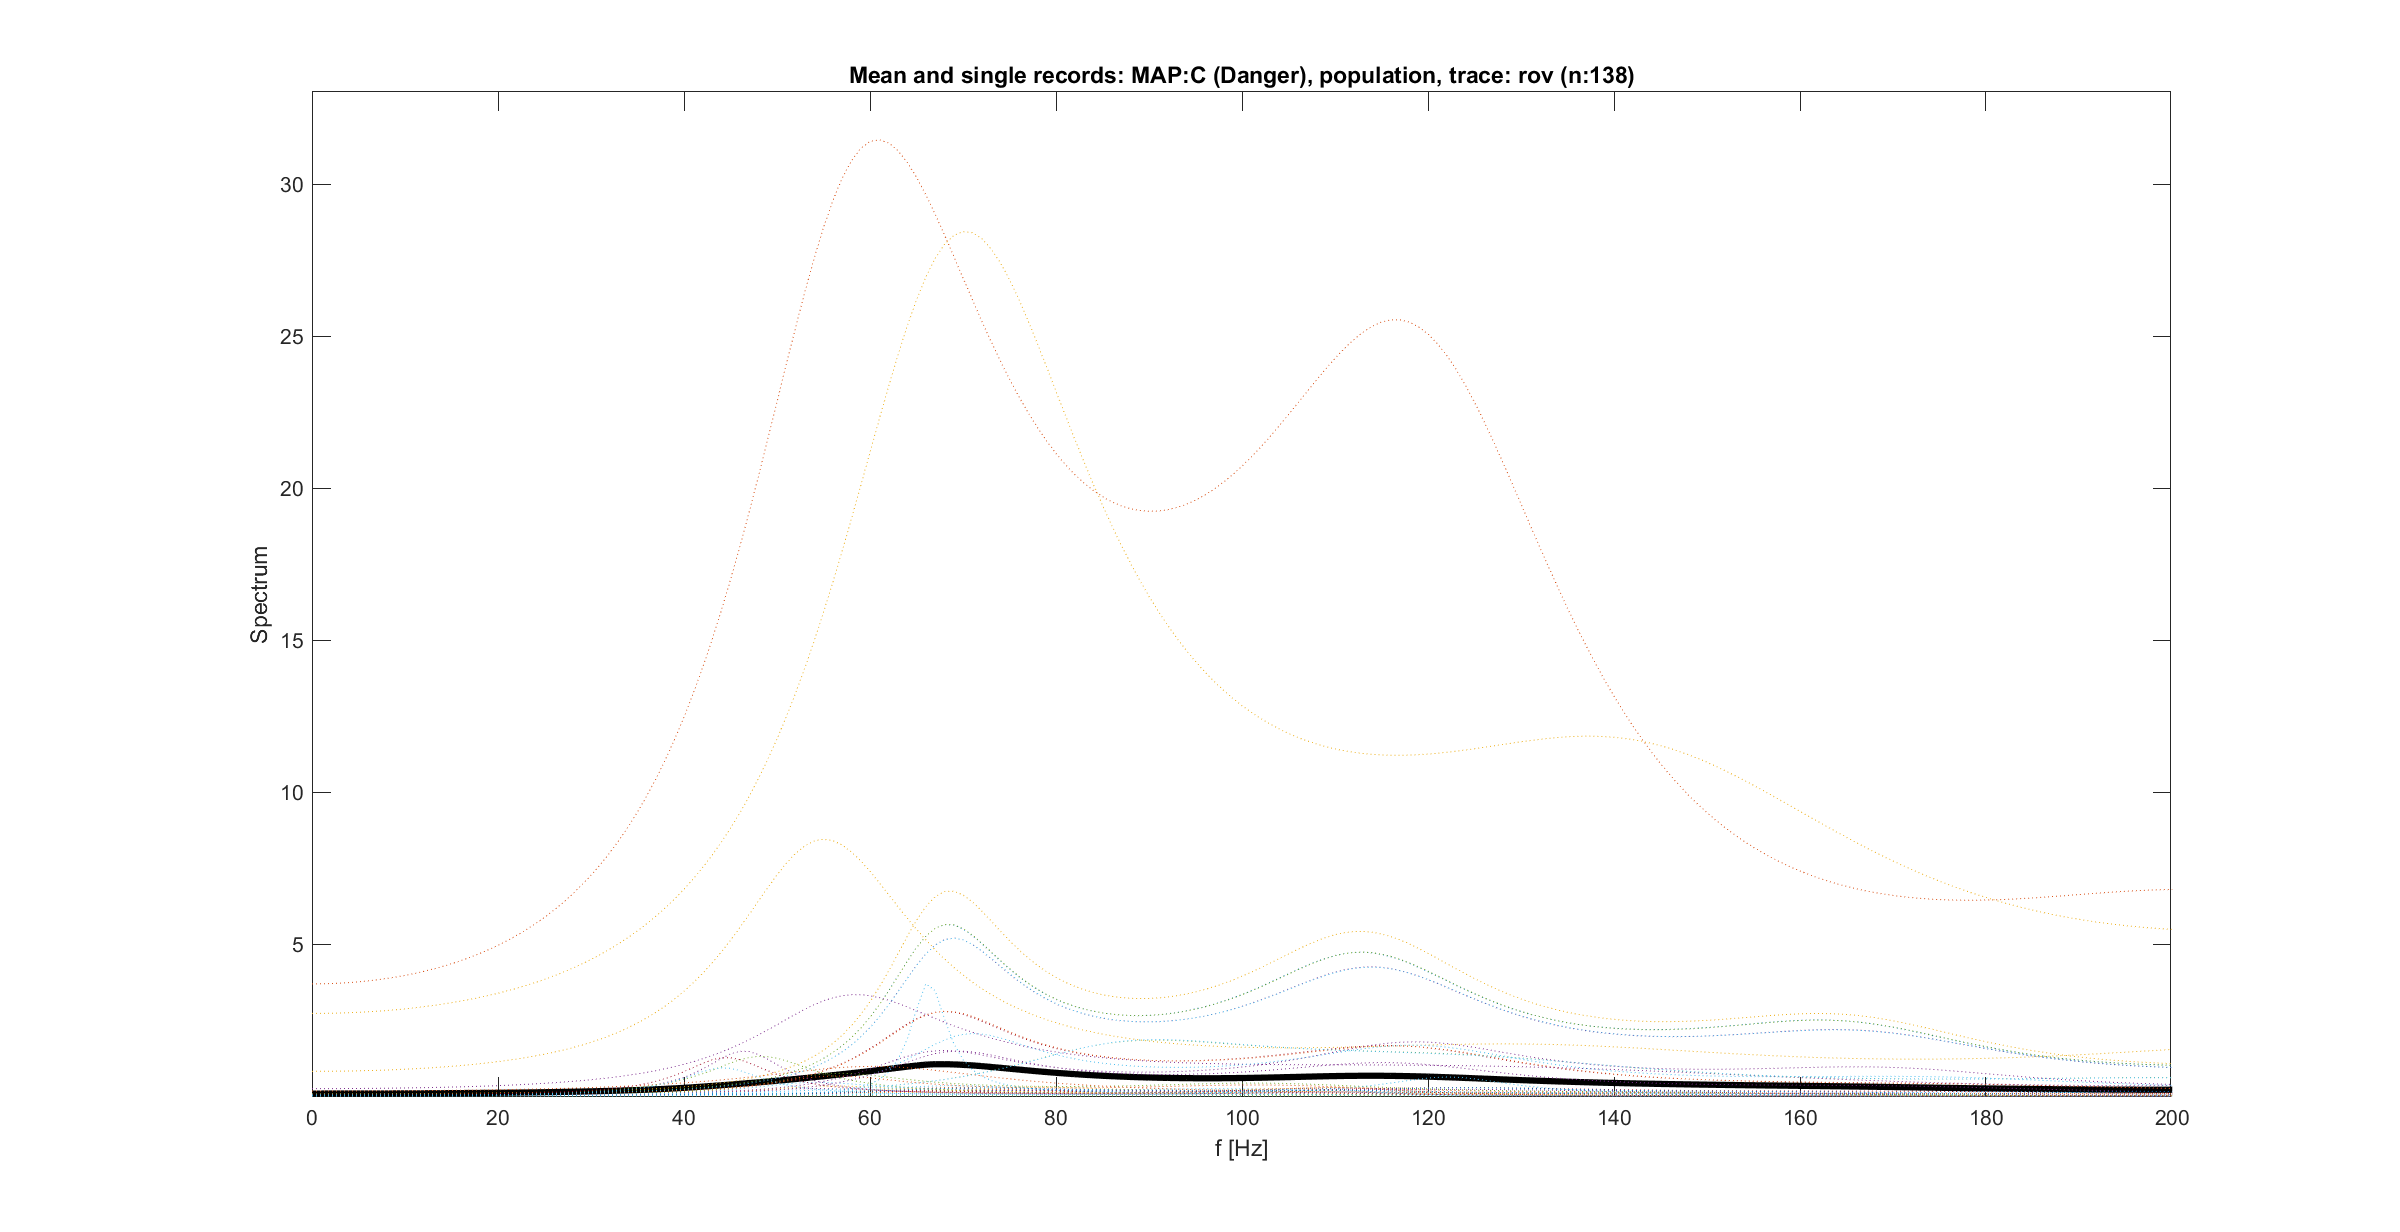 Mean and single records: MAP:C (Danger), population, trace: rov (n:138)
30
25
20
15
10
5
Spectrum
0 20 40 60 80 100 120 140 160 180 200
f [Hz]